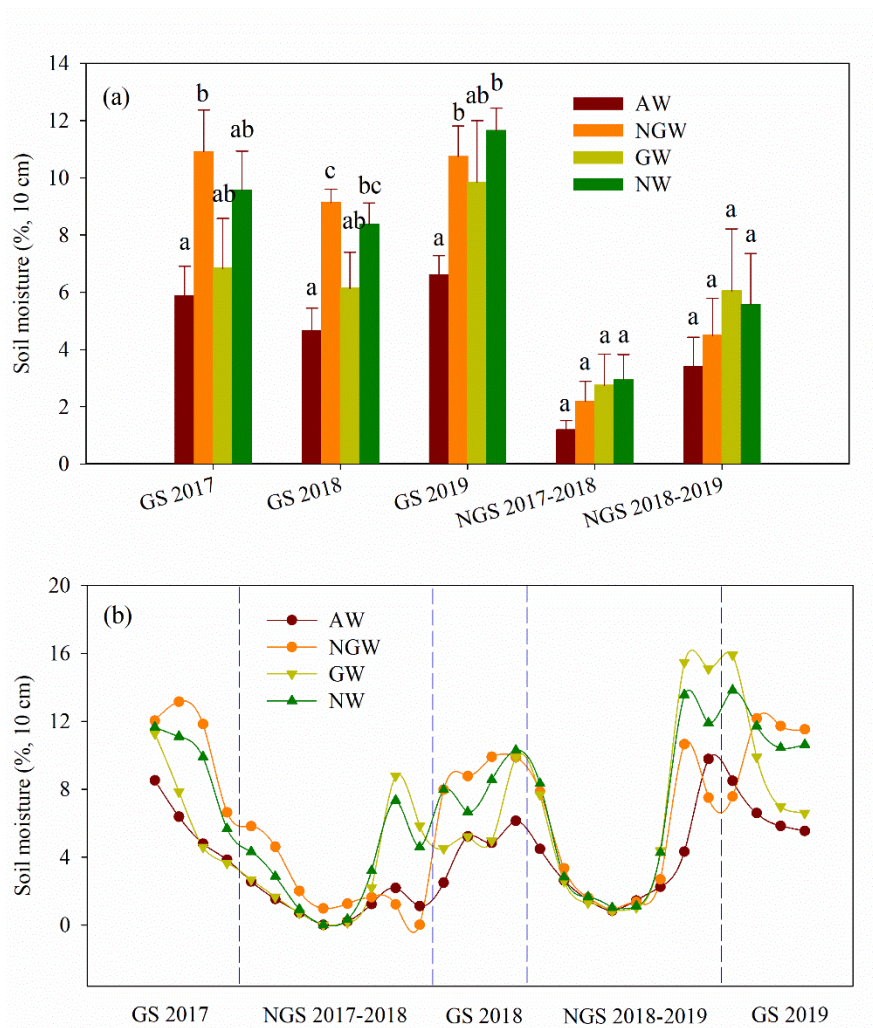 14
12
10
8
6
4
2
0
Soil moisture (%, 10 cm)
(a)
AW
NGW
GW
NW
a b ab ab
a c ab bc
a b ab b
a a a a
a a a a
GS 2017
GS 2018
GS 2019
NGS 2017-2018
NGS 2018-2019
20
16
12
8
4
0
Soil moisture (%, 10 cm)
(b)
AW
NGW
GW
NW
GS 2017 NGS 2017-2018 GS 2018 NGS 2018-2019 GS 2019